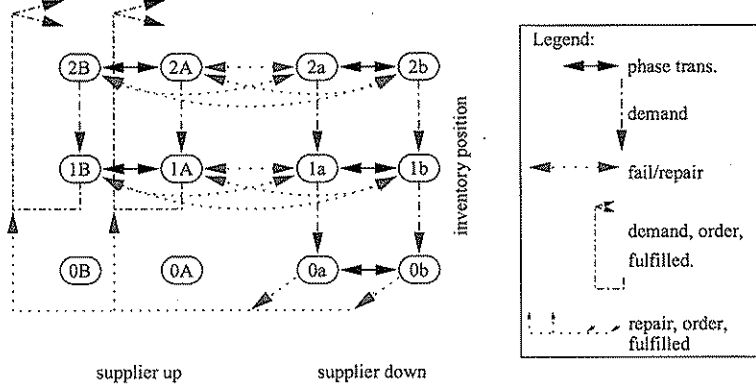 2B 2A 2a 2b
1B 1A 1a 1b
0B 0A 0a 0b
inventory position
supplier up
supplier down
Legend:
phase trans.
demand
fail/repair
demand, order,
fulfilled.
repair, order,
fulfilled